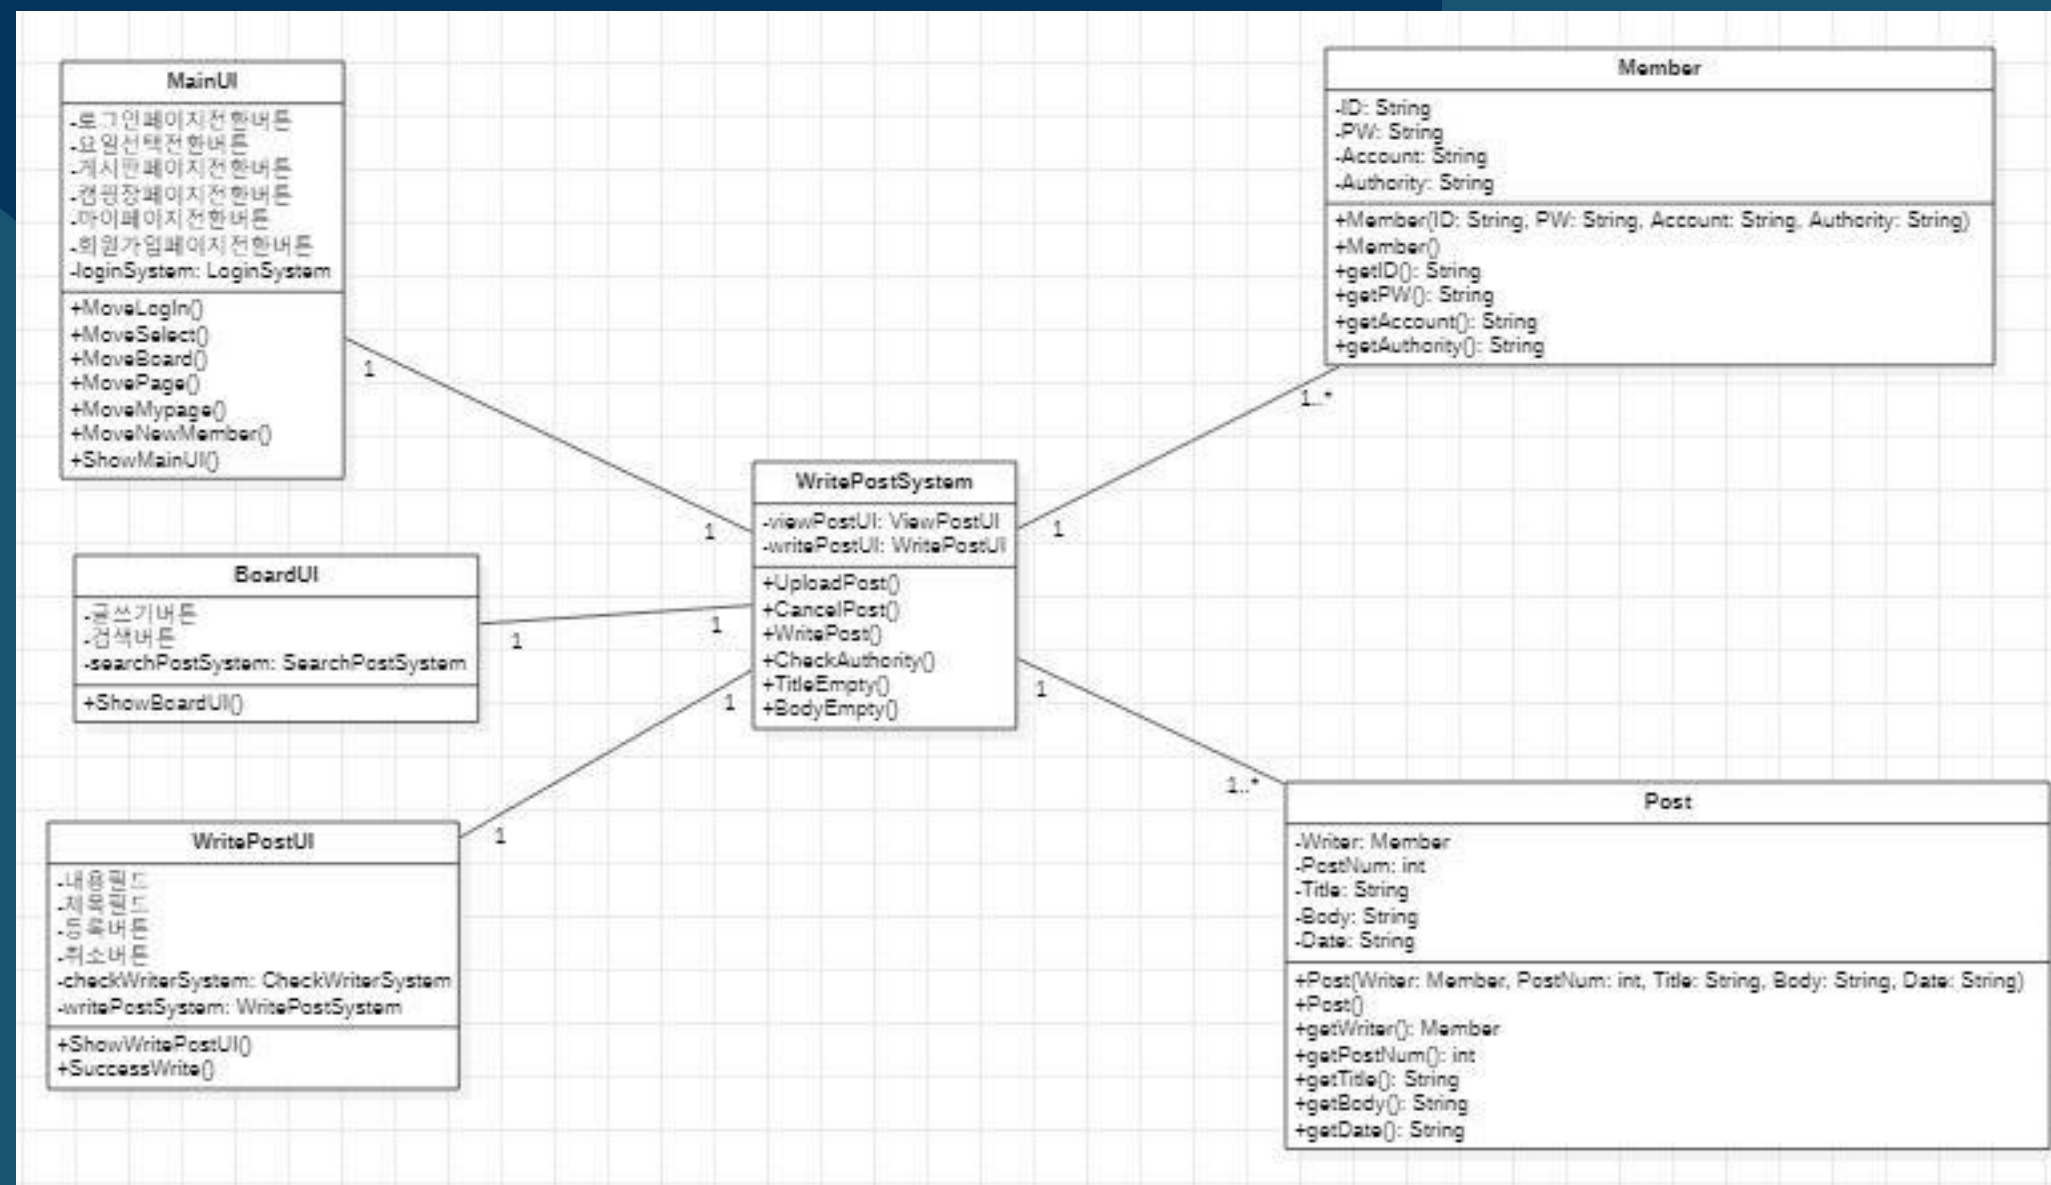 MainUI
-로그인페이지전환버튼
-요일선택전환버튼
-게시판페이지전환버튼
-캠핑장페이지전환버튼
-마이페이지전환버튼
-회원가입페이지전환버튼
-loginSystem: LoginSystem
+MoveLogIn()
+MoveSelect()
+MoveBoard()
+MovePage()
+MoveMypage()
+MoveNewMember()
+ShowMainUI()
1
1
BoardUI
-글쓰기버튼
-검색버튼
-searchPostSystem: SearchPostSystem
+ShowBoardUI()
1
1
WritePostUI
-내용필드
-제목필드
-등록버튼
-취소버튼
-checkWriterSystem: CheckWriterSystem
-writePostSystem: WritePostSystem
+ShowWritePostUI()
+SuccessWrite()
1
1
WritePostSystem
-viewPostUI: ViewPostUI
-writePostUI: WritePostUI
+UploadPost()
+CancelPost()
+WritePost()
+CheckAuthority()
+TitleEmpty()
+BodyEmpty()
1
1..*
Member
-ID: String
-PW: String
-Account: String
-Authority: String
+Member(ID: String, PW: String, Account: String, Authority: String)
+Member()
+getID(): String
+getPW(): String
+getAccount(): String
+getAuthority(): String
1
1..*
Post
-Writer: Member
-PostNum: int
-Title: String
-Body: String
-Date: String
+Post(Writer: Member, PostNum: int, Title: String, Body: String, Date: String)
+Post()
+getWriter(): Member
+getPostNum(): int
+getTitle(): String
+getBody(): String
+getDate(): String